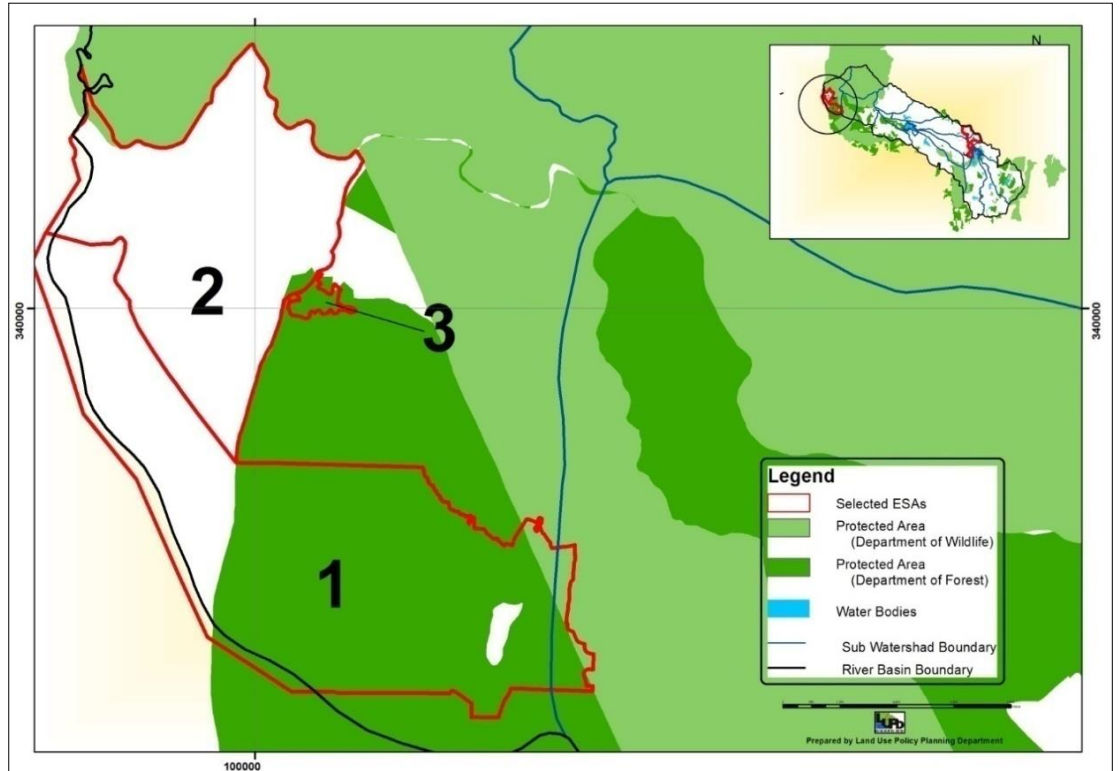 N
2
3
1
340000
340000
100000
Legend
Selected ESAs
Protected Area
(Department of Wildlife)
Protected Area
(Department of Forest)
Water Bodies
Sub Watershad Boundary
River Basin Boundary
LUPPD
Prepared by Land Use Policy Planning Department